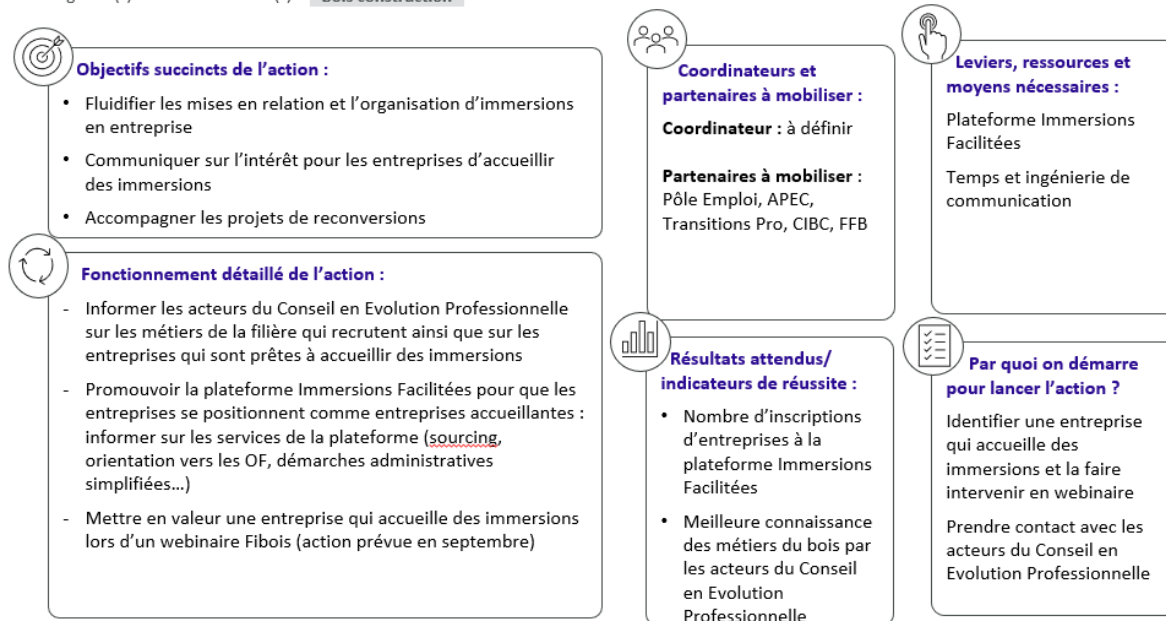 bois construction
Objectifs succincts de l'action :
• Fluidifier les mises en relation et l'organisation d'immersions
en entreprise
• Communiquer sur l'intérêt pour les entreprises d'accueillir
des immersions
• Accompagner les projets de reconversions
Fonctionnement détaillé de l'action :
- Informer les acteurs du Conseil en Evolution Professionnelle
sur les métiers de la filière qui recrutent ainsi que sur les
entreprises qui sont prêtes à accueillir des immersions
- Promouvoir la plateforme Immersions Facilitées pour que les
entreprises se positionnent comme entreprises accueillantes :
informer sur les services de la plateforme (sourcing,
orientation vers les OF, démarches administratives
simplifiées…)
- Mettre en valeur une entreprise qui accueille des immersions
lors d'un webinaire Fibois (action prévue en septembre)
Coordinateurs et
partenaires à mobiliser :
Coordinateur : à définir
Partenaires à mobiliser :
Pôle Emploi, APEC,
Transitions Pro, CIBC, FFB
Résultats attendus/
indicateurs de réussite :
• Nombre d'inscriptions
d'entreprises à la
plateforme Immersions
Facilitées
• Meilleure connaissance
des métiers du bois par
les acteurs du Conseil
en Evolution
Professionnelle
Leviers, ressources et
moyens nécessaires :
Plateforme Immersions
Facilitées
Temps et ingénierie de
communication
Par quoi on démarre
pour lancer l'action ?
Identifier une entreprise
qui accueille des
immersions et la faire
intervenir en webinaire
Prendre contact avec les
acteurs du Conseil en
Evolution Professionnelle